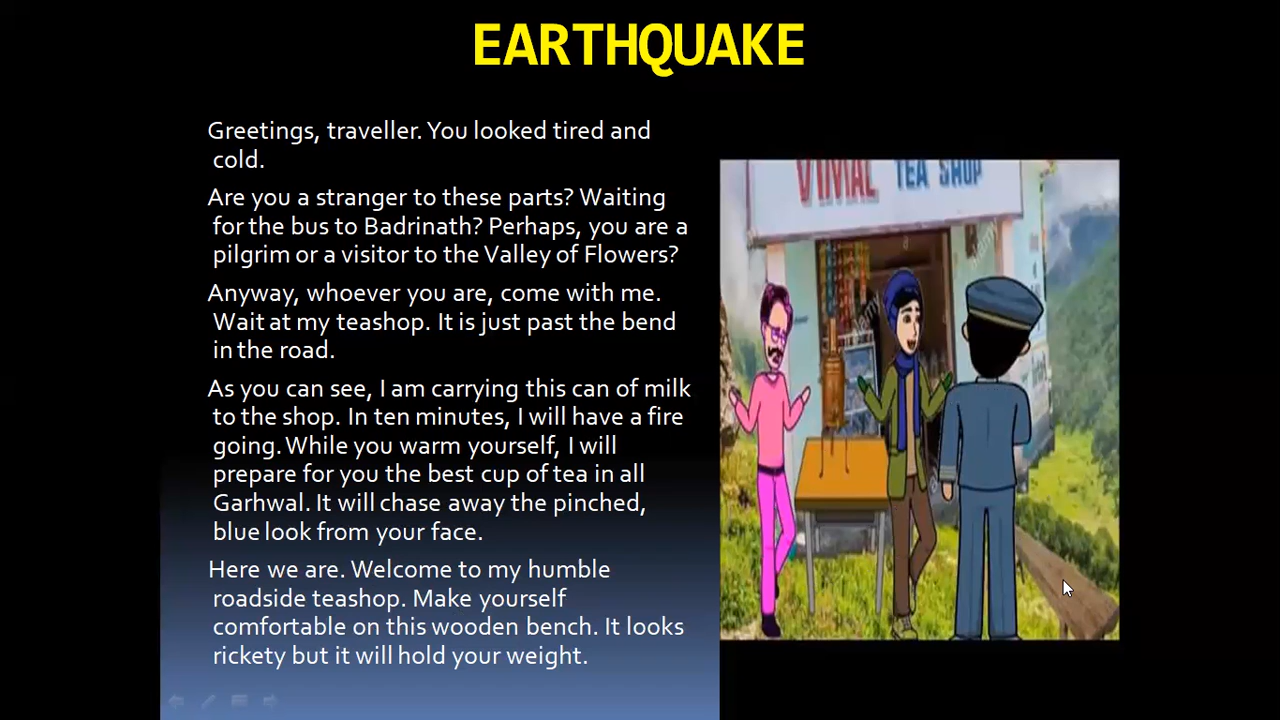 EARTHQUAKE
Greetings, traveller. You looked tired and
cold.
Are you a stranger to these parts? Waiting
for the bus to Badrinath? Perhaps, you are a
pilgrim or a visitor to the Valley of Flowers?
Anyway, whoever you are, come with me.
Wait at my teashop. It is just past the bend
in the road.
As you can see, I am carrying this can of milk
to the shop. In ten minutes, I will have a fire
going. While you warm yourself, I will
prepare for you the best cup of tea in all
Garhwal. It will chase away the pinched,
blue look from your face.
Here we are. Welcome to my humble
roadside teashop. Make yourself
comfortable on this wooden bench. It looks
rickety but it will hold your weight.
VIMAL TEA SHOP